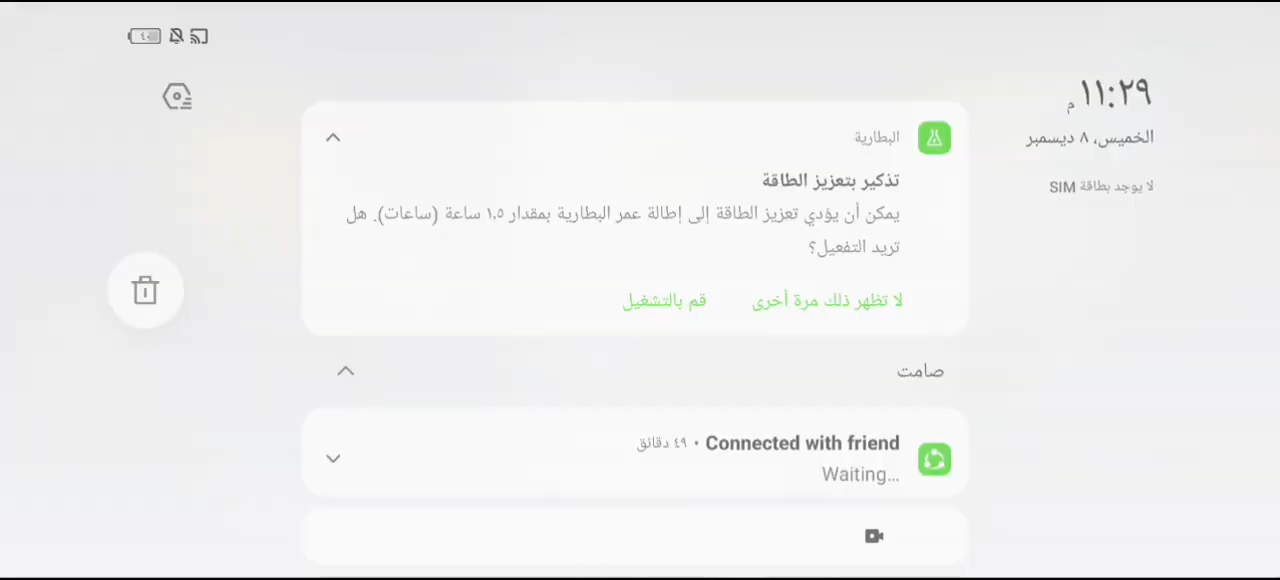 ٤٠
١١:٢٩ م
الخميس، ٨ ديسمبر
لا يوجد بطاقة SIM
البطارية
تذكير بتعزيز الطاقة
يمكن أن يؤدي تعزيز الطاقة إلى إطالة عمر البطارية بمقدار ١,٥ ساعة (ساعات). هل
تريد التفعيل؟
لا تظهر ذلك مرة أخرى
قم بالتشغيل
صامت
Connected with friend • ٤٩ دقائق
Waiting...